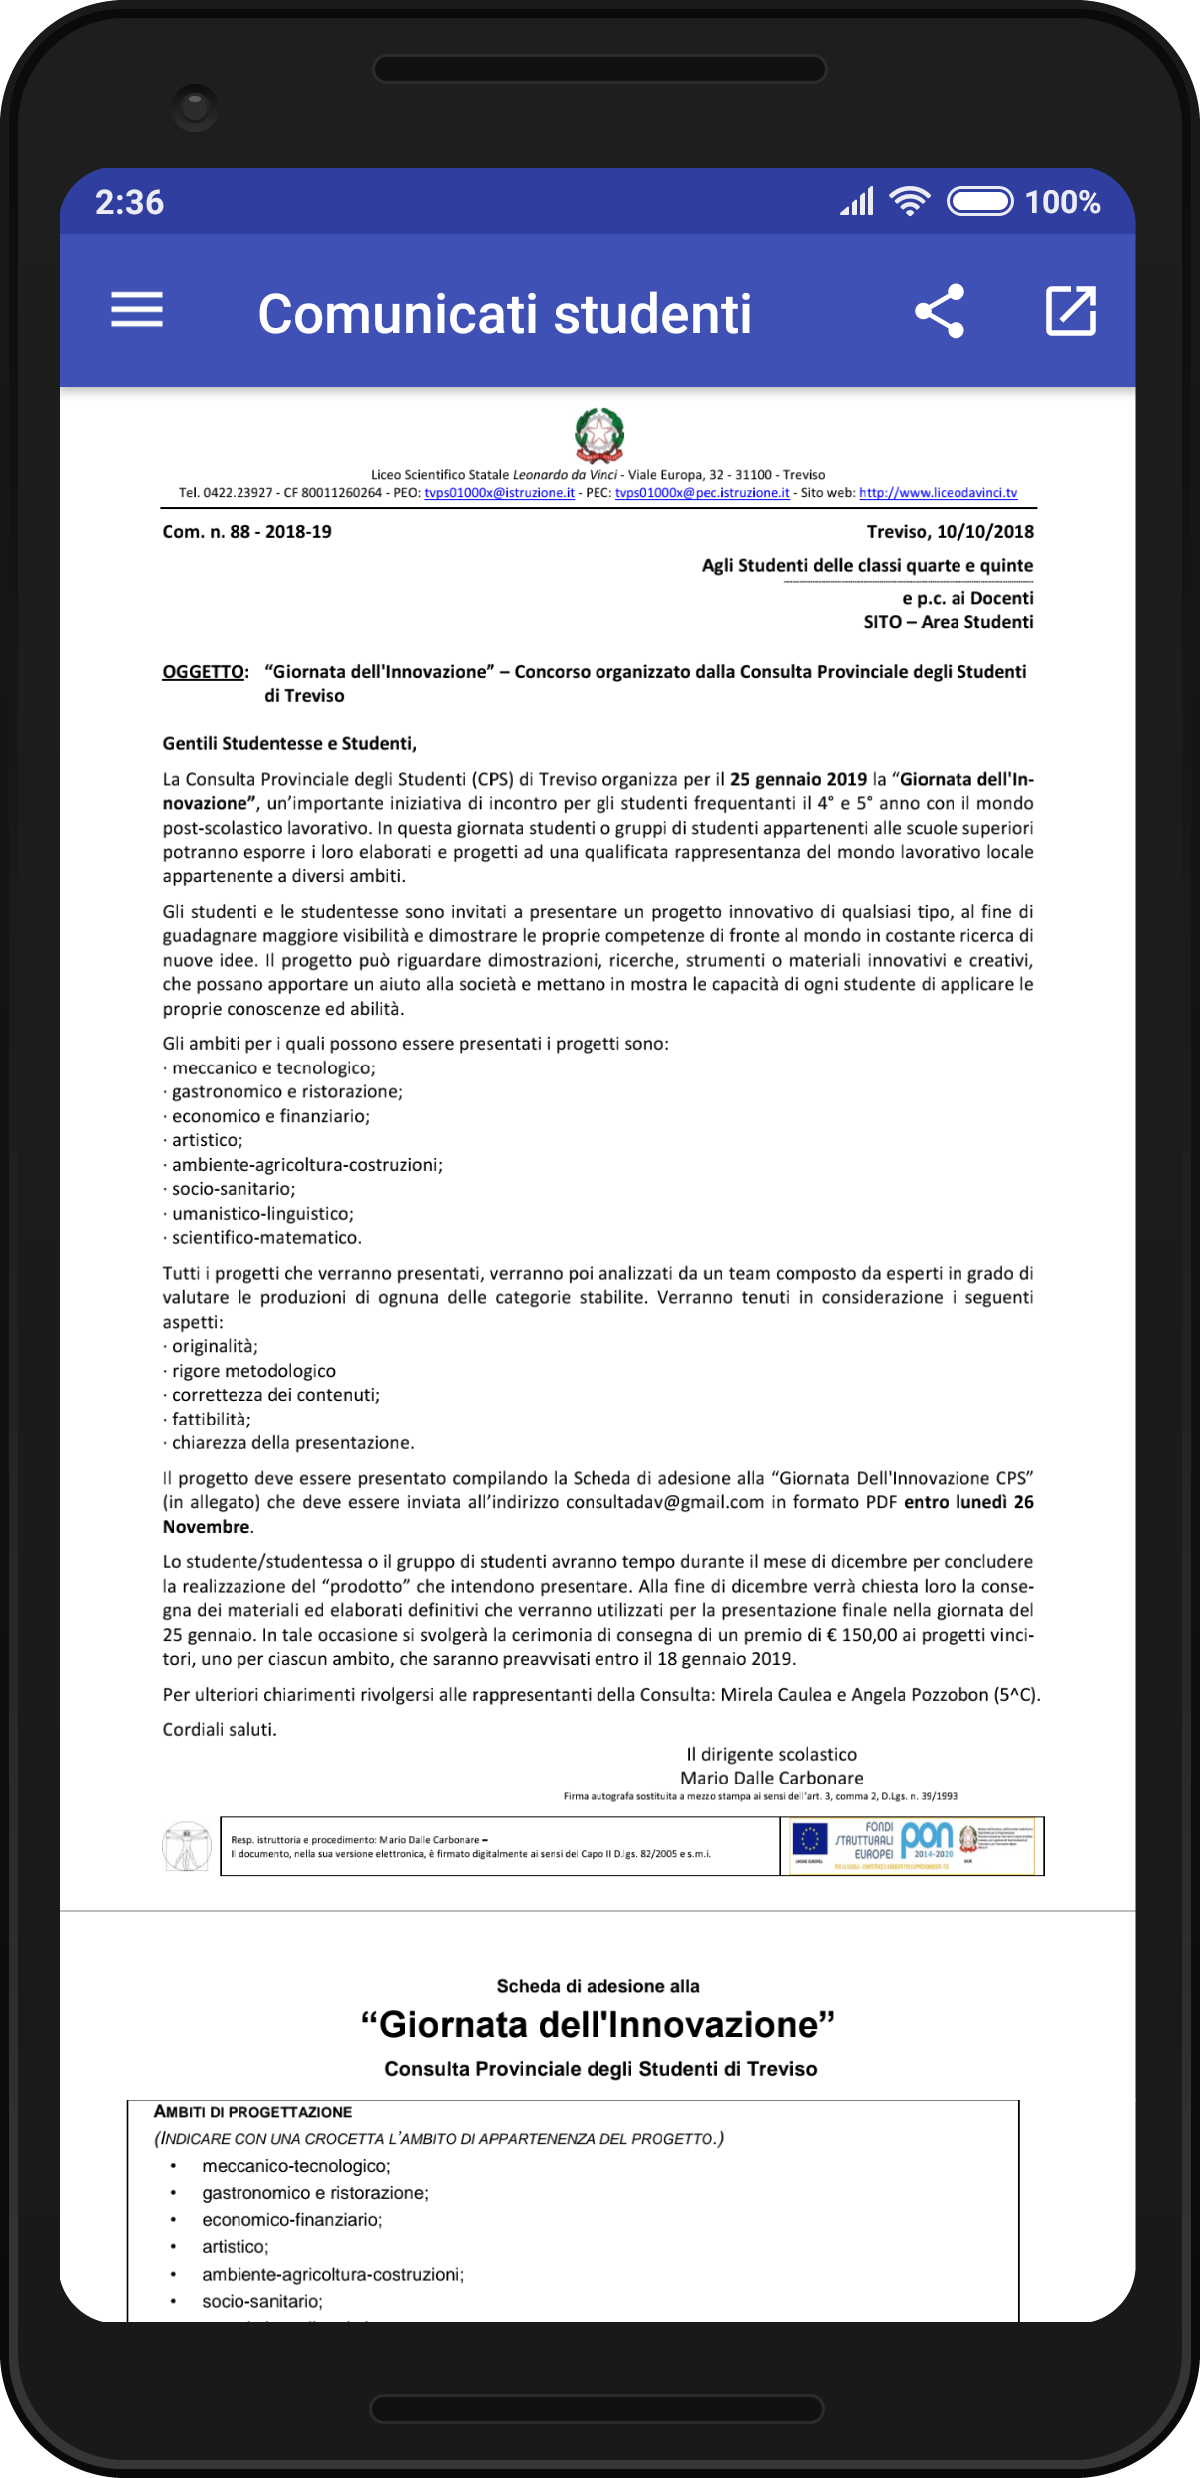 2:36
100%
Comunicati studenti
Liceo Scientifico Statale Leonardo da Vinci - Viale Europa, 32 - 31100 - Treviso
Tel. 0422.23927 - CF 80011260264 - PEO: tvps01000x@istruzione.it - PEC: tvps01000x@pec.istruzione.it - Sito web: http://www.liceodavinci.tv
Com. n. 88 - 2018-19
Treviso, 10/10/2018
Agli Studenti delle classi quarte e quinte
e p.c. ai Docenti
SITO – Area Studenti
OGGETTO: “Giornata dell'Innovazione” – Concorso organizzato dalla Consulta Provinciale degli Studenti
di Treviso
Gentili Studentesse e Studenti,
La Consulta Provinciale degli Studenti (CPS) di Treviso organizza per il 25 gennaio 2019 la “Giornata dell'In-
novazione”, un’importante iniziativa di incontro per gli studenti frequentanti il 4° e 5° anno con il mondo
post-scolastico lavorativo. In questa giornata studenti o gruppi di studenti appartenenti alle scuole superiori
potranno esporre i loro elaborati e progetti ad una qualificata rappresentanza del mondo lavorativo locale
appartenente a diversi ambiti.
Gli studenti e le studentesse sono invitati a presentare un progetto innovativo di qualsiasi tipo, al fine di
guadagnare maggiore visibilità e dimostrare le proprie competenze di fronte al mondo in costante ricerca di
nuove idee. Il progetto può riguardare dimostrazioni, ricerche, strumenti o materiali innovativi e creativi,
che possano apportare un aiuto alla società e mettano in mostra le capacità di ogni studente di applicare le
proprie conoscenze ed abilità.
Gli ambiti per i quali possono essere presentati i progetti sono:
· meccanico e tecnologico;
· gastronomico e ristorazione;
· economico e finanziario;
· artistico;
· ambiente-agricoltura-costruzioni;
· socio-sanitario;
· umanistico-linguistico;
· scientifico-matematico.
Tutti i progetti che verranno presentati, verranno poi analizzati da un team composto da esperti in grado di
valutare le produzioni di ognuna delle categorie stabilite. Verranno tenuti in considerazione i seguenti
aspetti:
· originalità;
· rigore metodologico
· correttezza dei contenuti;
· fattibilità;
· chiarezza della presentazione.
Il progetto deve essere presentato compilando la Scheda di adesione alla “Giornata Dell'Innovazione CPS”
(in allegato) che deve essere inviata all’indirizzo consultadav@gmail.com in formato PDF entro lunedì 26
Novembre.
Lo studente/studentessa o il gruppo di studenti avranno tempo durante il mese di dicembre per concludere
la realizzazione del “prodotto” che intendono presentare. Alla fine di dicembre verrà chiesta loro la conse-
gna dei materiali ed elaborati definitivi che verranno utilizzati per la presentazione finale nella giornata del
25 gennaio. In tale occasione si svolgerà la cerimonia di consegna di un premio di € 150,00 ai progetti vinci-
tori, uno per ciascun ambito, che saranno preavvisati entro il 18 gennaio 2019.
Per ulteriori chiarimenti rivolgersi alle rappresentanti della Consulta: Mirela Caulea e Angela Pozzobon (5^C).
Cordiali saluti.
Il dirigente scolastico
Mario Dalle Carbonare
Firma autografa sostituita a mezzo stampa ai sensi dell'art. 3, comma 2, D.Lgs. n. 39/1993
Resp. istruttoria e procedimento: Mario Dalle Carbonare –
Il documento, nella sua versione elettronica, è firmato digitalmente ai sensi del Capo II D.lgs. 82/2005 e s.m.i.
UNIONE EUROPEA
FONDI
STRUTTURALI
EUROPEI
pon
2014-2020
Scheda di adesione alla
“Giornata dell'Innovazione”
Consulta Provinciale degli Studenti di Treviso
AMBITI DI PROGETTAZIONE
(INDICARE CON UNA CROCETTA L’AMBITO DI APPARTENENZA DEL PROGETTO.)
• meccanico-tecnologico;
• gastronomico e ristorazione;
• economico-finanziario;
• artistico;
• ambiente-agricoltura-costruzioni;
• socio-sanitario;